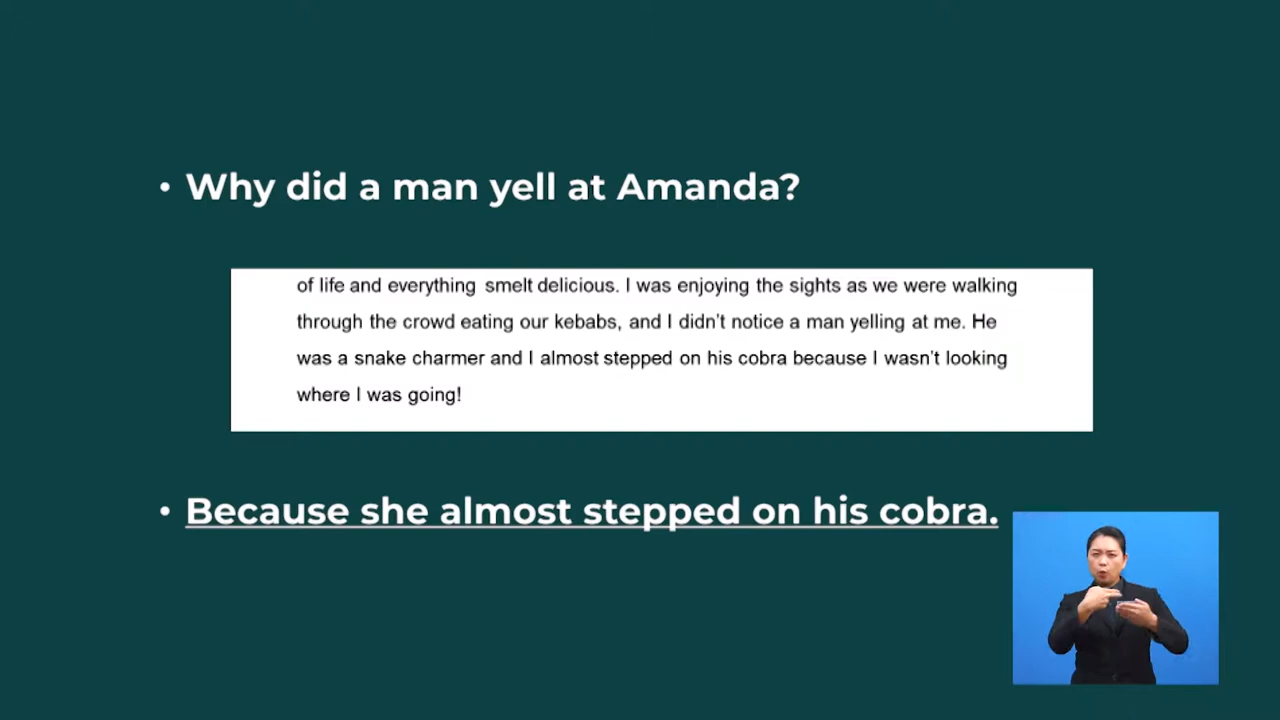 • Why did a man yell at Amanda?
of life and everything smelt delicious. I was enjoying the sights as we were walking
through the crowd eating our kebabs, and I didn’t notice a man yelling at me. He
was a snake charmer and I almost stepped on his cobra because I wasn’t looking
where I was going!
• Because she almost stepped on his cobra.